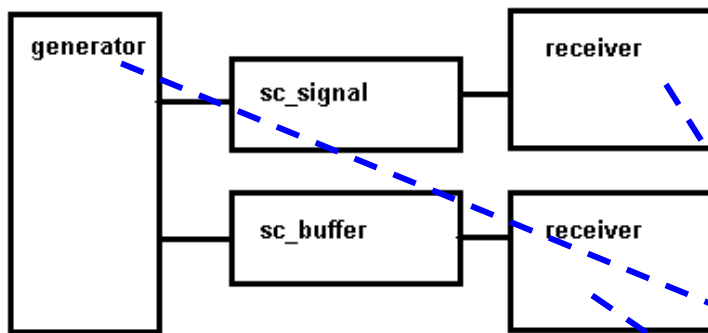 generator
receiver
sc_signal
sc_buffer
receiver